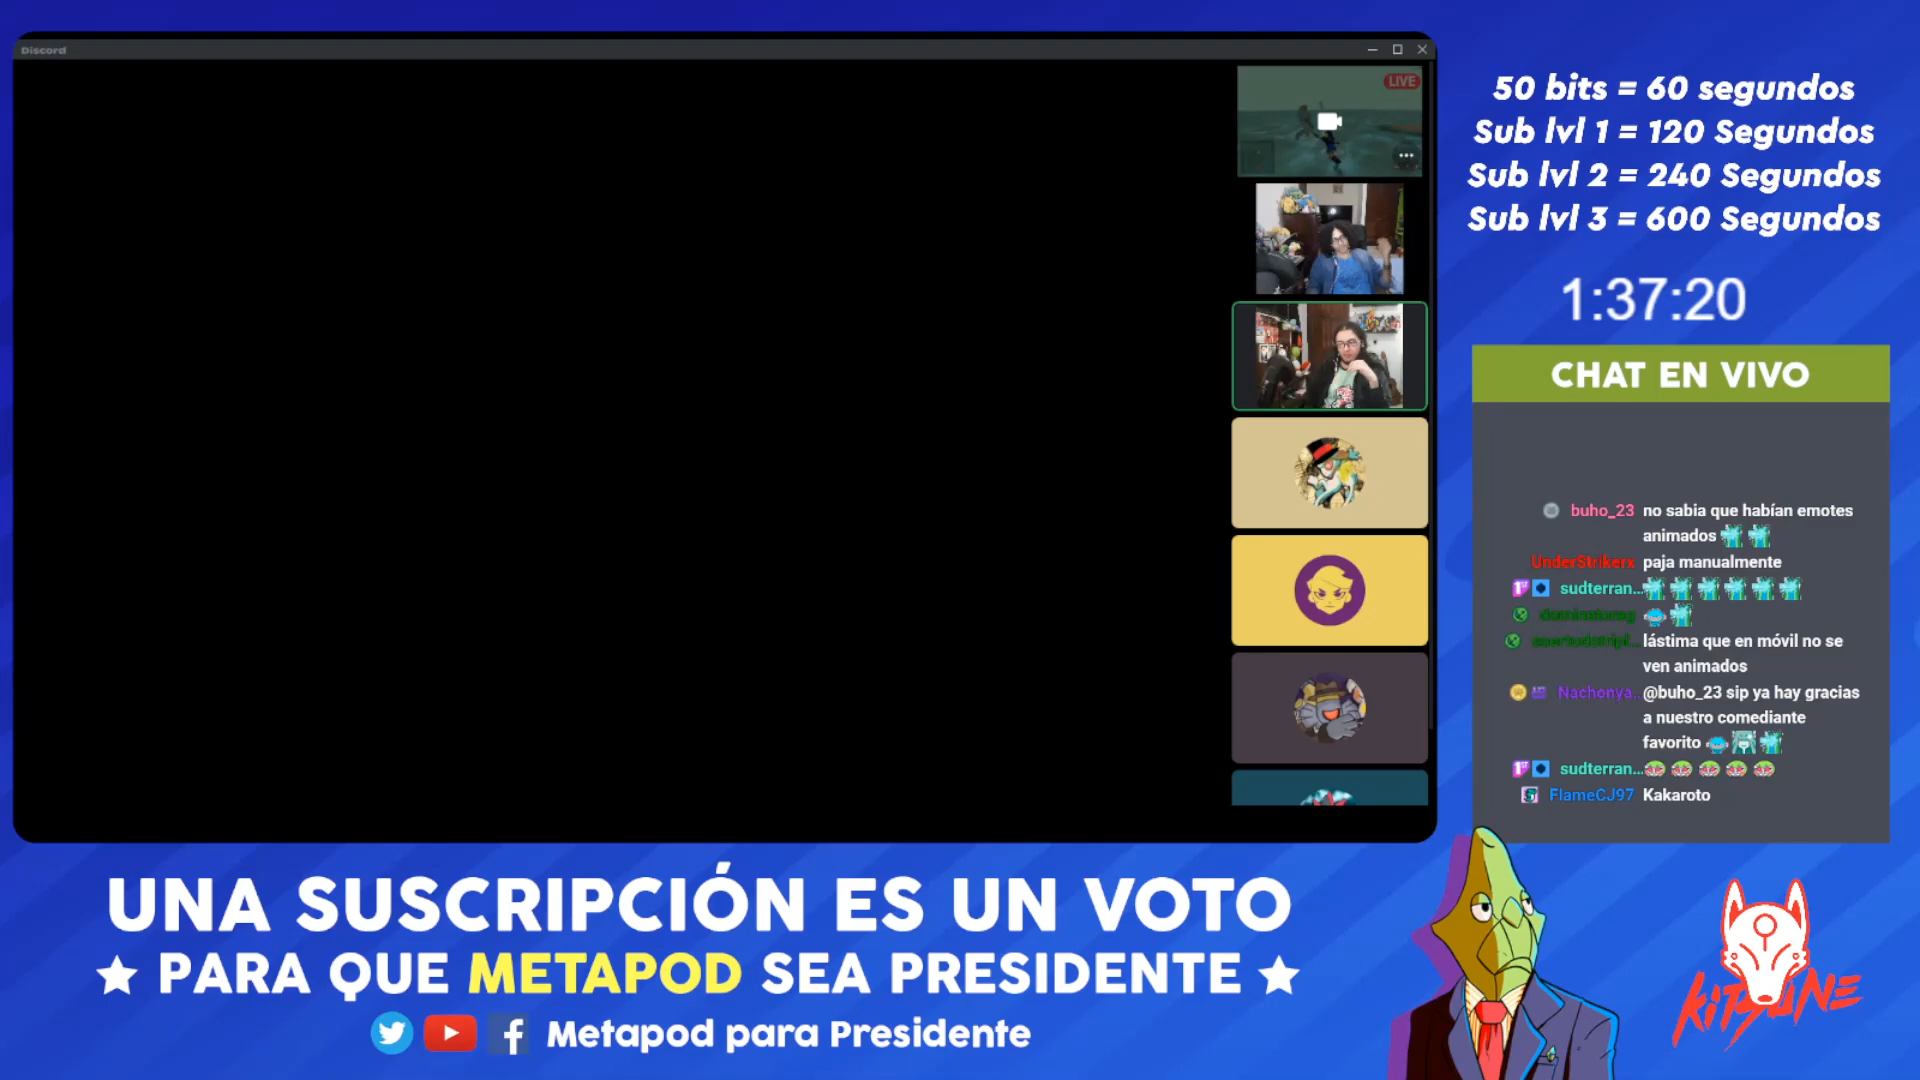 Discord
LIVE
50 bits = 60 segundos
Sub lvl 1 = 120 Segundos
Sub lvl 2 = 240 Segundos
Sub lvl 3 = 600 Segundos
1:37:20
CHAT EN VIVO
buho_23 no sabia que habían emotes
animados
UnderStrikerx paja manualmente
sudterran...
lástima que en móvil no se
ven animados
Nachonya... @buho_23 sip ya hay gracias
a nuestro comediante
favorito
sudterran...
FlameCJ97 Kakaroto
UNA SUSCRIPCIÓN ES UN VOTO
PARA QUE METAPOD SEA PRESIDENTE
Metapod para Presidente
KITSUNE